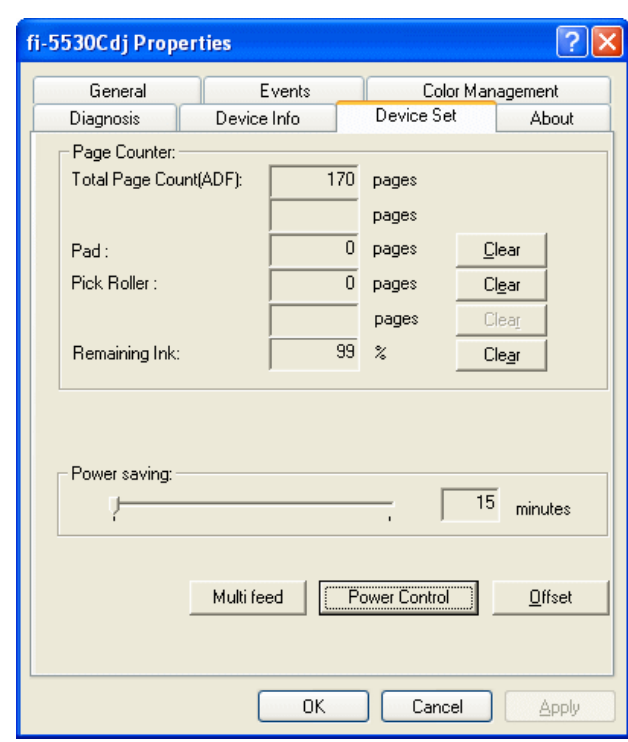 fi-5530Cdj Properties
General Events Color Management
Diagnosis Device Info Device Set About
Page Counter:
Total Page Count(ADF): 170 pages
pages
Pad : 0 pages Clear
Pick Roller : 0 pages Clear
pages Clear
Remaining Ink: 99 % Clear
Power saving:
15 minutes
Multi feed Power Control Offset
OK Cancel Apply